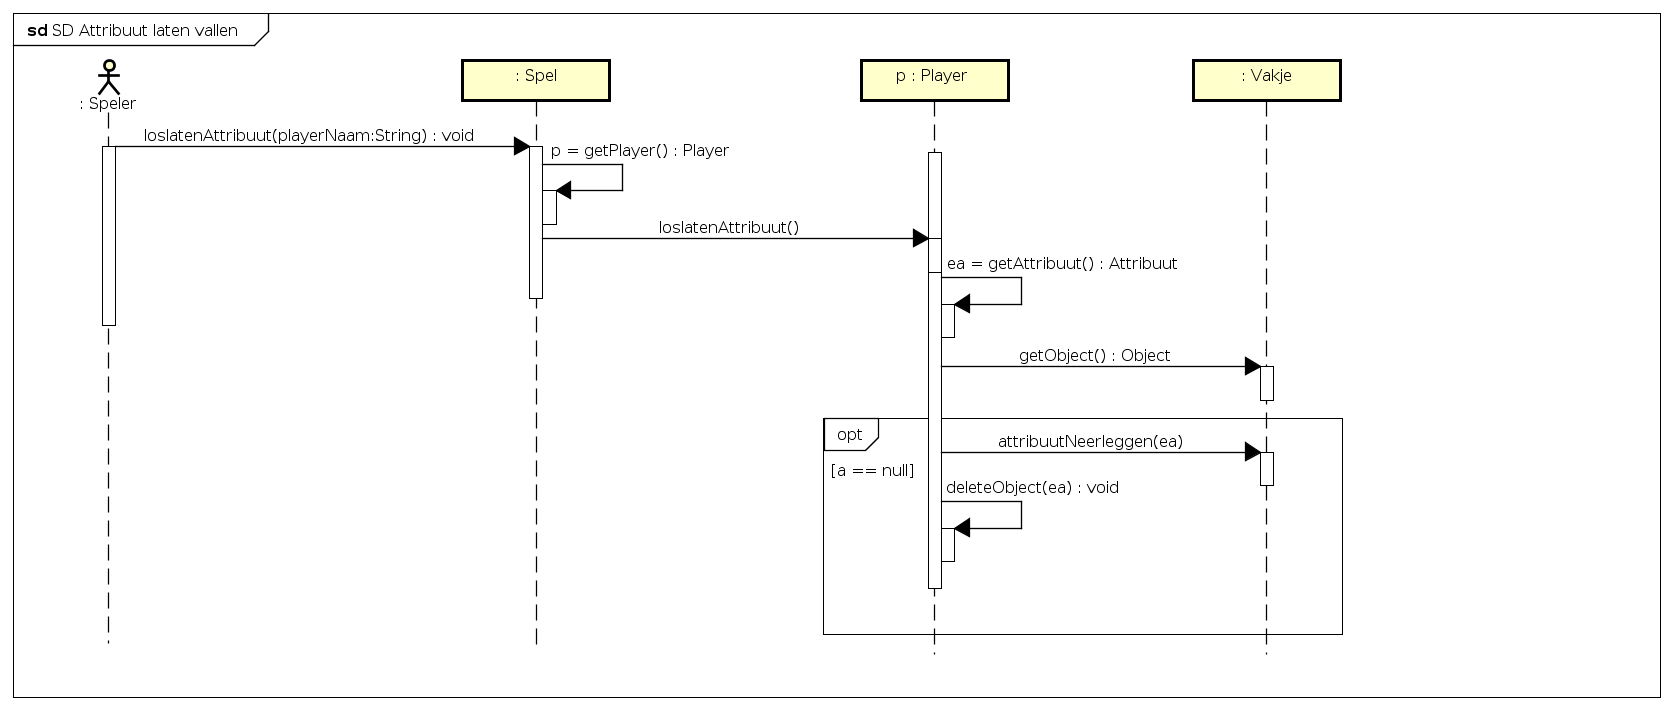 sd SD Attribuut laten vallen
: Speler
: Spel
p : Player
: Vakje
loslatenAttribuut(playerNaam:String) : void
p = getPlayer() : Player
loslatenAttribuut()
ea = getAttribuut() : Attribuut
getObject() : Object
opt
[a == null]
attribuutNeerleggen(ea)
deleteObject(ea) : void